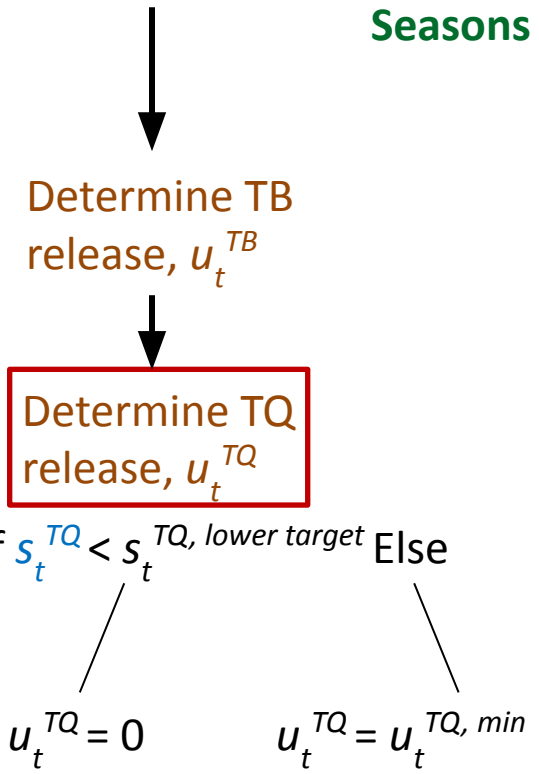 Seasons
Determine TB
release, u_t^TB
Determine TQ
release, u_t^TQ
f s_t^TQ < s_t^TQ, lower target Else
u_t^TQ = 0 u_t^TQ = u_t^TQ, min